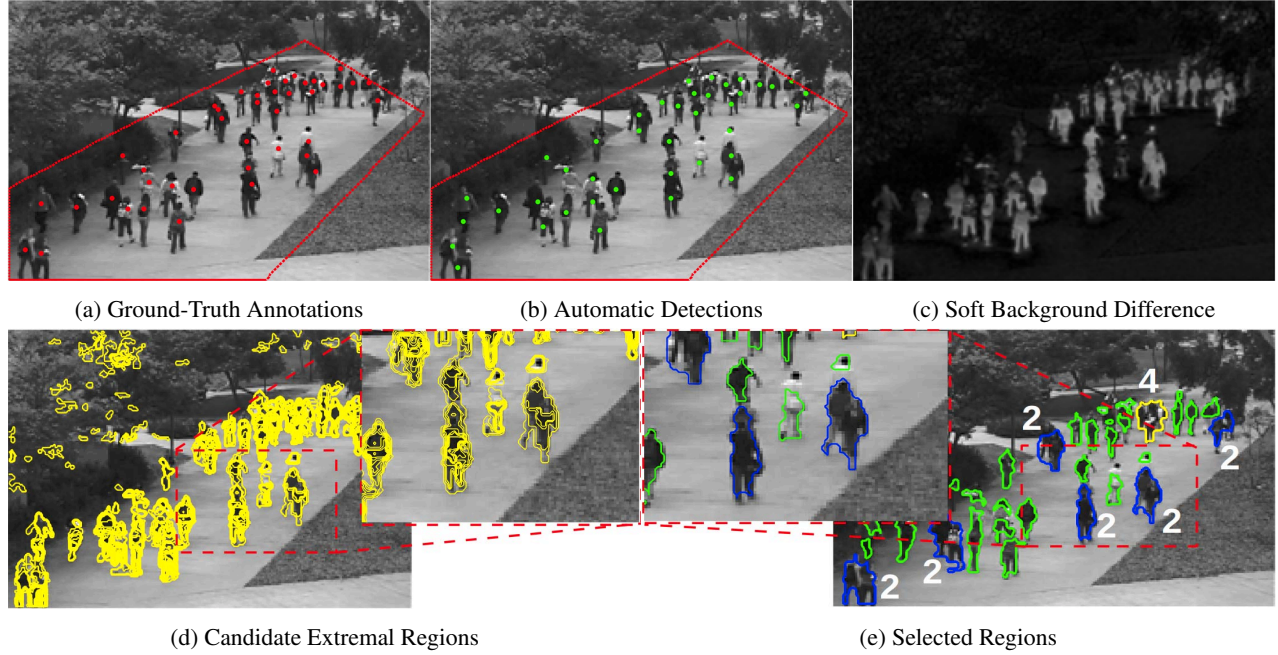 (a) Ground-Truth Annotations
(b) Automatic Detections
(c) Soft Background Difference
4
2
2
2
2
2
2
(d) Candidate Extremal Regions
(e) Selected Regions